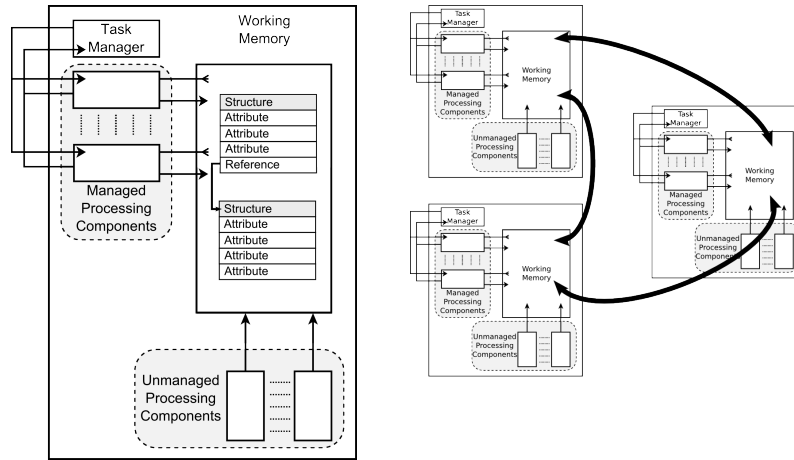 Task
Manager
Working
Memory
Structure
Attribute
Attribute
Attribute
Reference
Structure
Attribute
Attribute
Attribute
Attribute
Managed
Processing
Components
Unmanaged
Processing
Components
Task
Manager
Working
Memory
Managed
Processing
Components
Unmanaged
Processing
Components
Task
Manager
Working
Memory
Managed
Processing
Components
Unmanaged
Processing
Components
Task
Manager
Working
Memory
Managed
Processing
Components
Unmanaged
Processing
Components